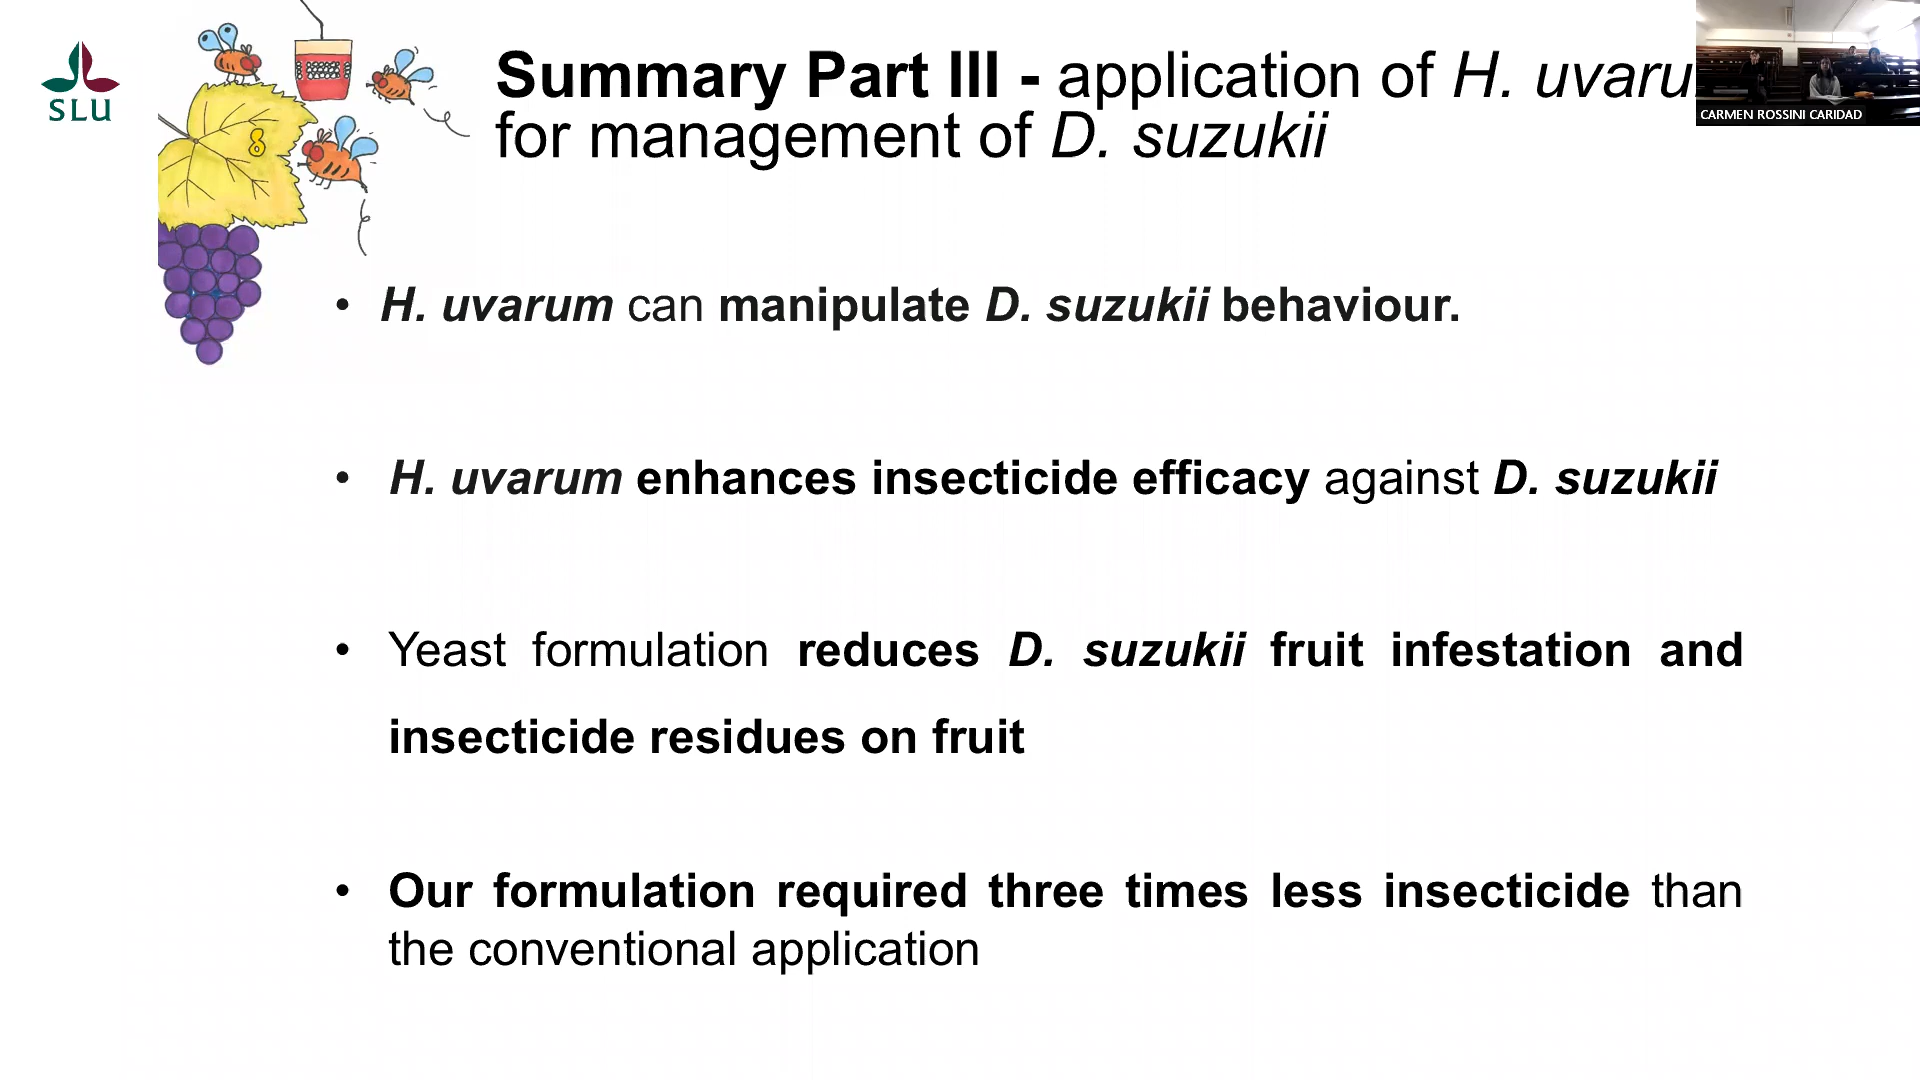 SLU
Summary Part III - application of H. uvaru
for management of D. suzukii
CARMEN ROSSINI CARIDAD
• H. uvarum can manipulate D. suzukii behaviour.
• H. uvarum enhances insecticide efficacy against D. suzukii
• Yeast formulation reduces D. suzukii fruit infestation and
insecticide residues on fruit
• Our formulation required three times less insecticide than
the conventional application